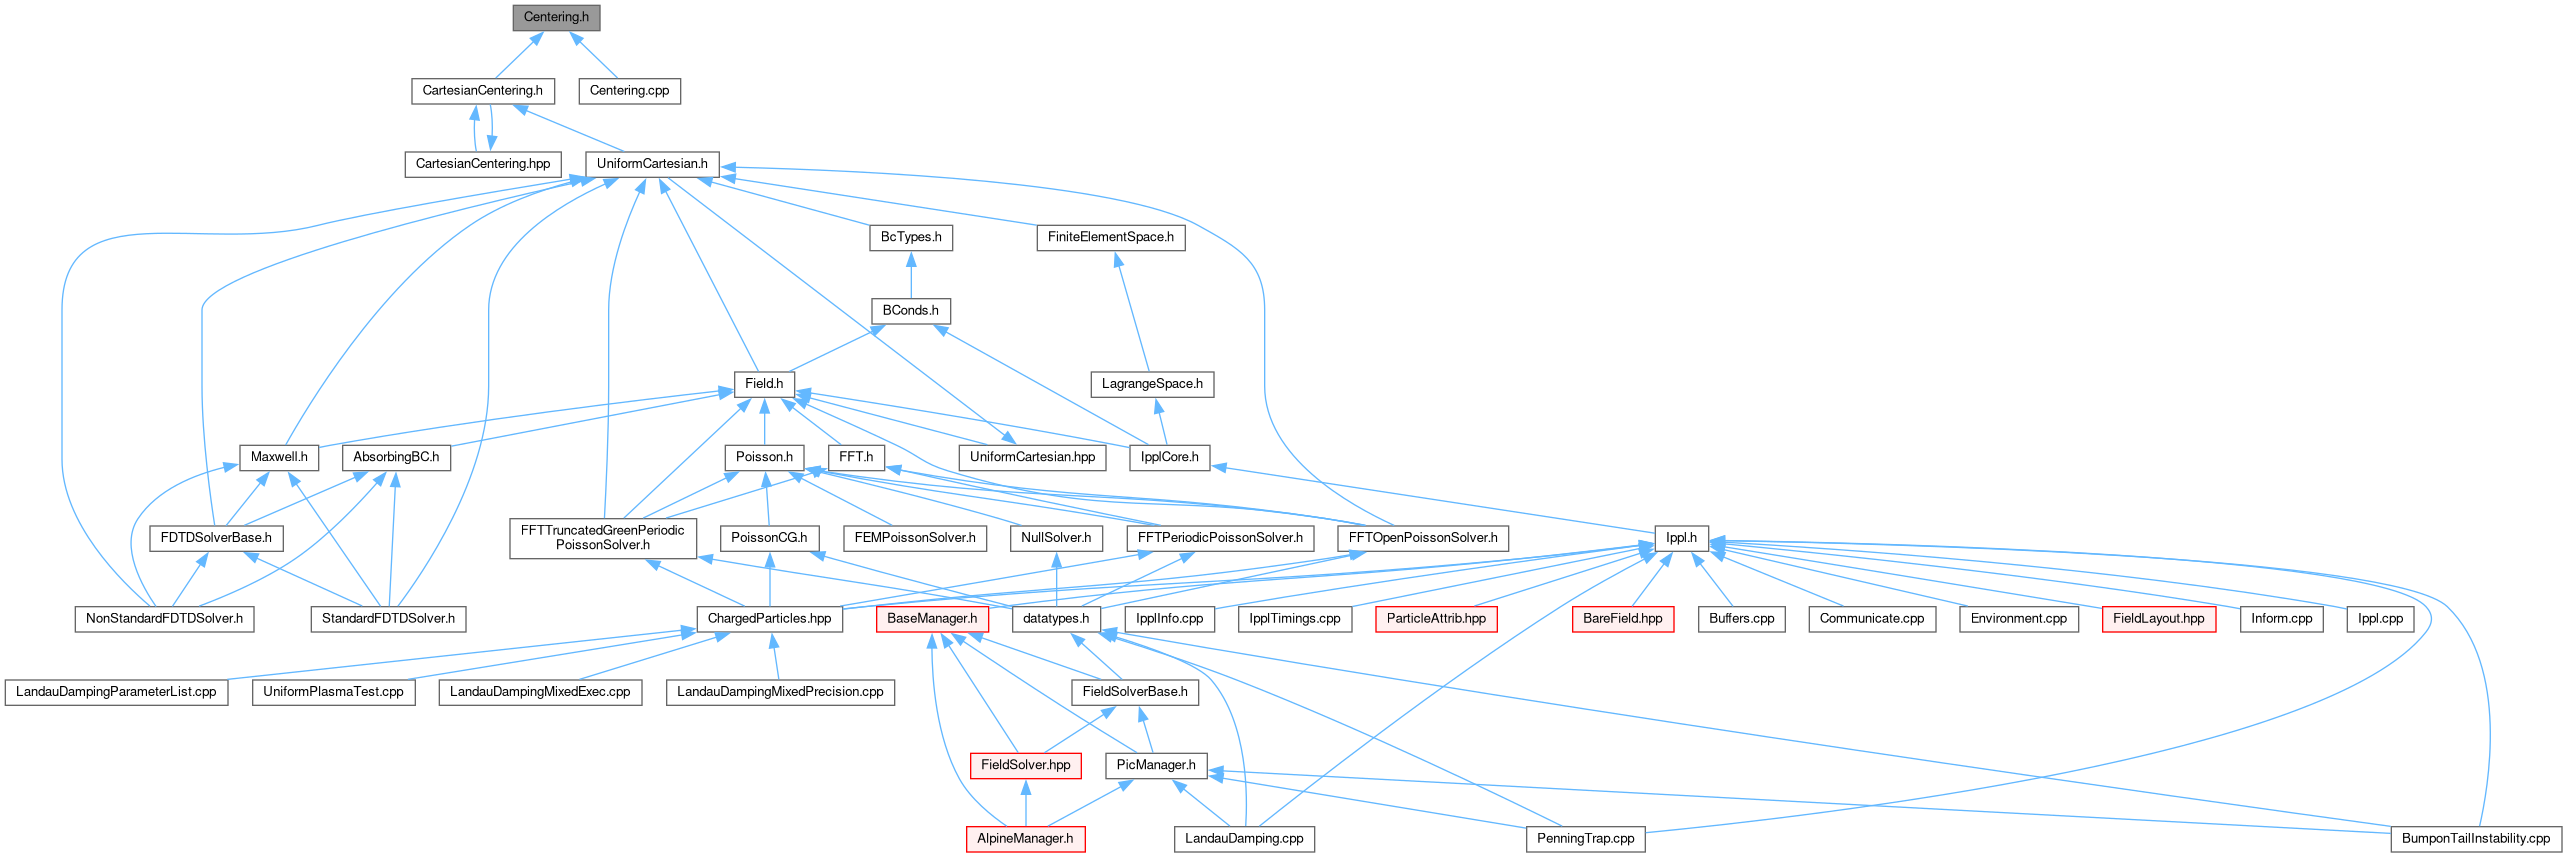 Centering.h
CartesianCentering.h
Centering.cpp
CartesianCentering.hpp
UniformCartesian.h
BcTypes.h
FiniteElementSpace.h
BConds.h
Field.h
LagrangeSpace.h
Maxwell.h
AbsorbingBC.h
Poisson.h
FFT.h
UniformCartesian.hpp
IpplCore.h
FDTDSolverBase.h
FFTTruncatedGreenPeriodic
PoissonSolver.h
PoissonCG.h
FEMPoissonSolver.h
NullSolver.h
FFTPeriodicPoissonSolver.h
FFTOpenPoissonSolver.h
Ippl.h
NonStandardFDTDSolver.h
StandardFDTDSolver.h
ChargedParticles.hpp
BaseManager.h
datatypes.h
IpplInfo.cpp
IpplTimings.cpp
ParticleAttrib.hpp
BareField.hpp
Buffers.cpp
Communicate.cpp
Environment.cpp
FieldLayout.hpp
Inform.cpp
Ippl.cpp
LandauDampingParameterList.cpp
UniformPlasmaTest.cpp
LandauDampingMixedExec.cpp
LandauDampingMixedPrecision.cpp
FieldSolverBase.h
FieldSolver.hpp
PicManager.h
AlpineManager.h
LandauDamping.cpp
PenningTrap.cpp
BumponTailInstability.cpp